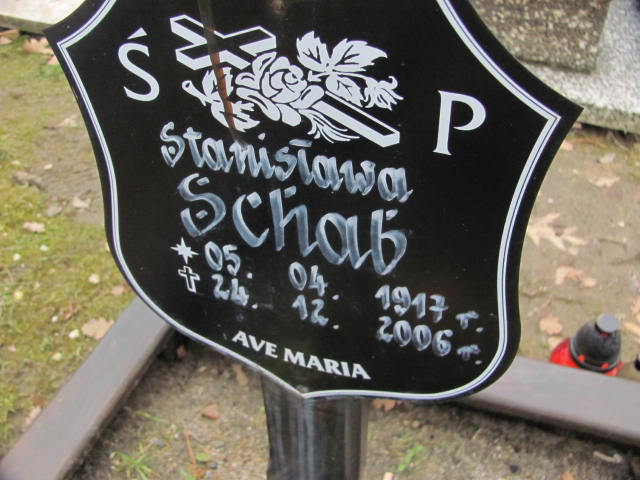 Ś P
Stanisława
Schab
05. 04. 1917 r.
24. 12. 2006 r.
AVE MARIA